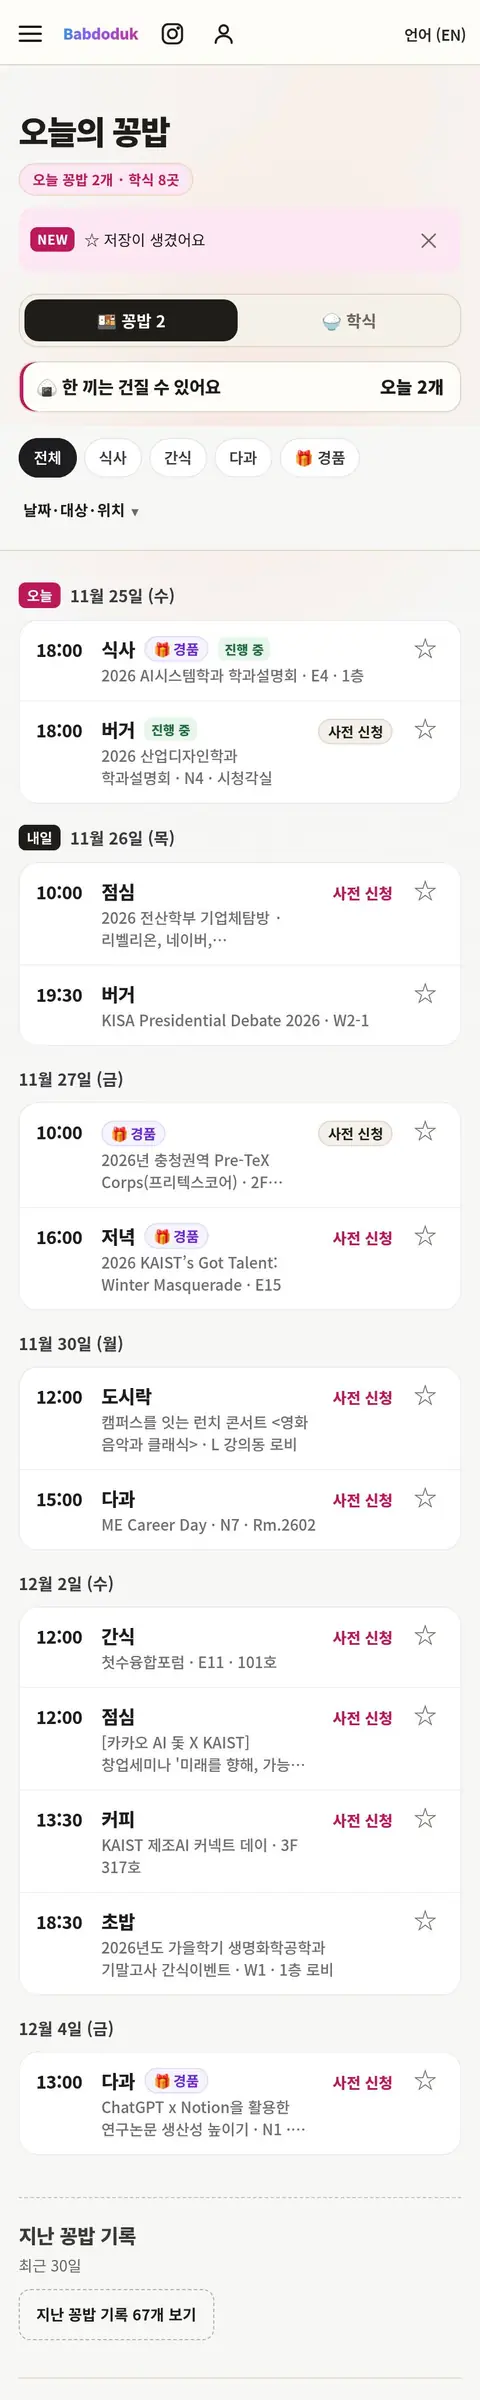 Babdoduk 언어 (EN)
오늘의 꽁밥
오늘 꽁밥 2개 · 학식 8곳
NEW ☆ 저장이 생겼어요
🍱 꽁밥 2 🍚 학식
🍙 한 끼는 건질 수 있어요 오늘 2개
전체 식사 간식 다과 🎁 경품
날짜·대상·위치 ▾
오늘 11월 25일 (수)
18:00 식사 🎁 경품 진행 중 ☆
2026 AI시스템학과 학과설명회 · E4 · 1층
18:00 버거 진행 중 사전 신청 ☆
2026 산업디자인학과
학과설명회 · N4 · 시청각실
내일 11월 26일 (목)
10:00 점심 사전 신청 ☆
2026 전산학부 기업체탐방 ·
리벨리온, 네이버,…
19:30 버거 ☆
KISA Presidential Debate 2026 · W2-1
11월 27일 (금)
10:00 🎁 경품 사전 신청 ☆
2026년 충청권역 Pre-TeX
Corps(프리텍스코어) · 2F…
16:00 저녁 🎁 경품 사전 신청 ☆
2026 KAIST’s Got Talent:
Winter Masquerade · E15
11월 30일 (월)
12:00 도시락 사전 신청 ☆
캠퍼스를 잇는 런치 콘서트 <영화
음악과 클래식> · L 강의동 로비
15:00 다과 사전 신청 ☆
ME Career Day · N7 · Rm.2602
12월 2일 (수)
12:00 간식 사전 신청 ☆
첫수융합포럼 · E11 · 101호
12:00 점심 사전 신청 ☆
[카카오 AI 돛 X KAIST]
창업세미나 '미래를 향해, 가능…
13:30 커피 사전 신청 ☆
KAIST 제조AI 커넥트 데이 · 3F
317호
18:30 초밥 ☆
2026년도 가을학기 생명화학공학과
기말고사 간식이벤트 · W1 · 1층 로비
12월 4일 (금)
13:00 다과 🎁 경품 사전 신청 ☆
ChatGPT x Notion을 활용한
연구논문 생산성 높이기 · N1 ·…
지난 꽁밥 기록
최근 30일
지난 꽁밥 기록 67개 보기